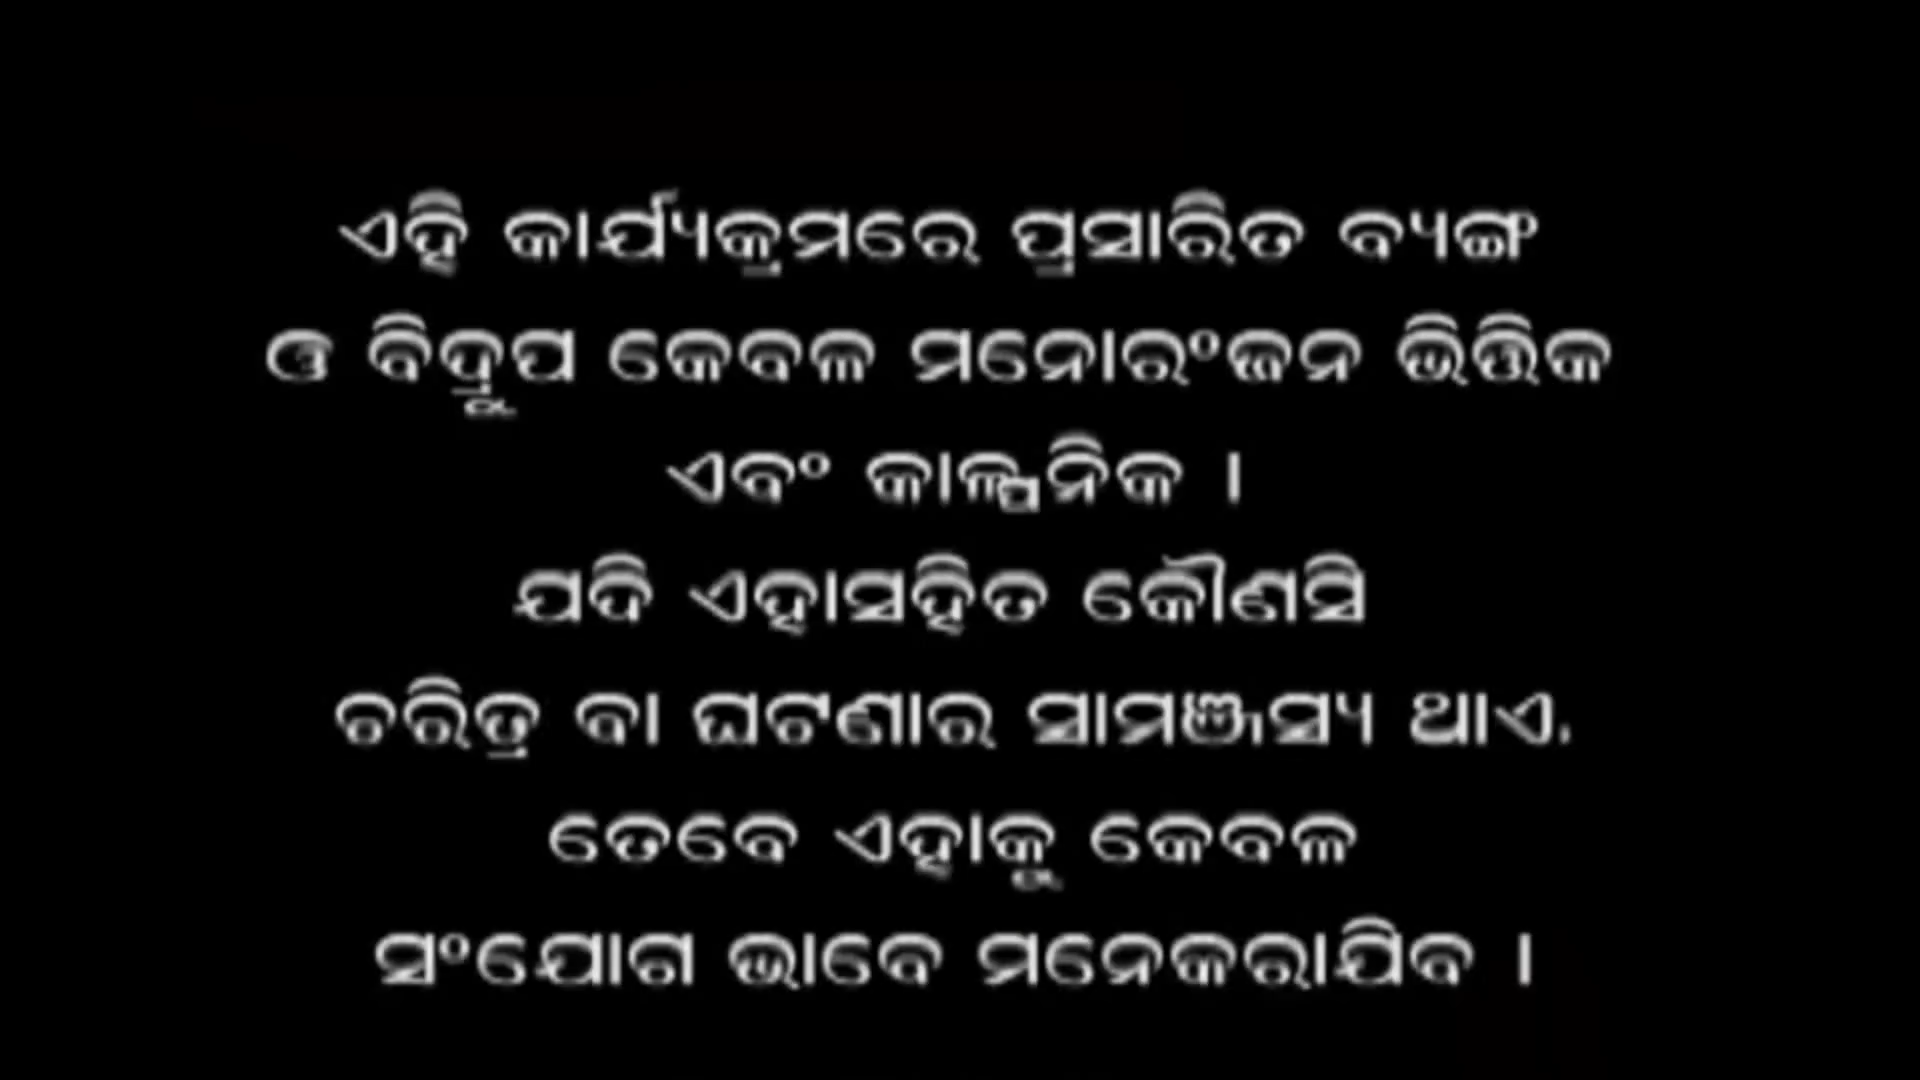 ଏହି କାର୍ଯ୍ୟକ୍ରମରେ ପ୍ରସାରିତ ବ୍ୟଙ୍ଗ
ଓ ବିଦ୍ରୁପ କେବଳ ମନୋରଂଜନ ଭିତ୍ତିକ
ଏବଂ କାଳ୍ପନିକ ।
ଯଦି ଏହାସହିତ କୌଣସି
ଚରିତ୍ର ବା ଘଟଣାର ସାମଞ୍ଜସ୍ୟ ଥାଏ,
ତେବେ ଏହାକୁ କେବଳ
ସଂଯୋଗ ଭାବେ ମନେକରାଯିବ ।